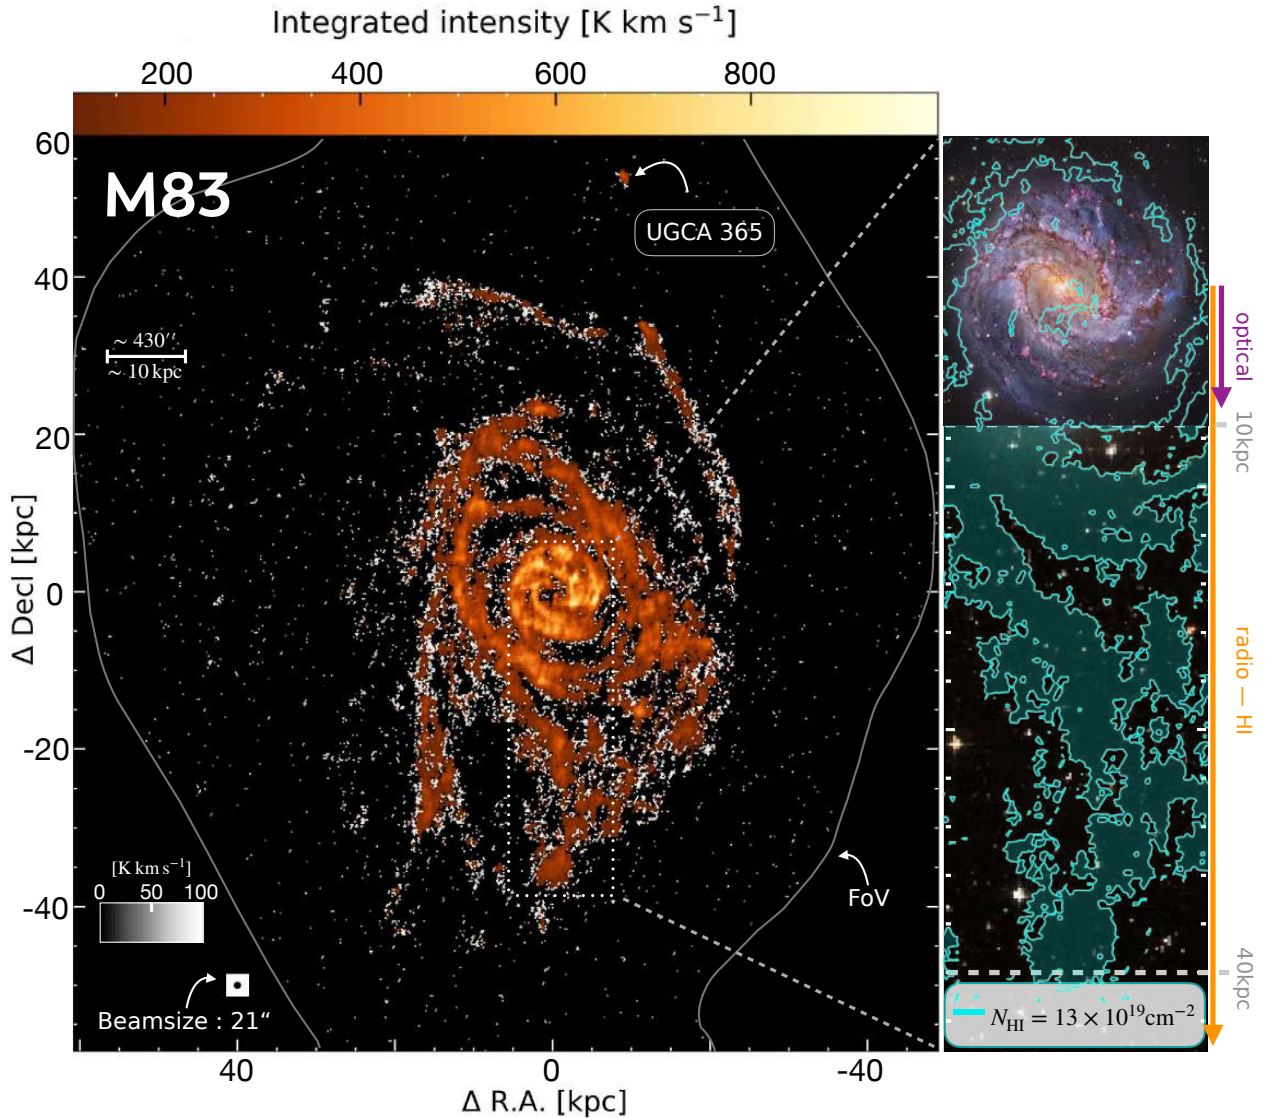 Integrated intensity [K km s⁻¹]
200 400 600 800
60
M83
UGCA 365
40
~ 430′′
~ 10 kpc
20
Δ Decl [kpc]
0
-20
[K km s⁻¹]
0 50 100
-40
FoV
Beamsize : 21“
40 0 -40
Δ R.A. [kpc]
optical
10kpc
radio — HI
40kpc
N_HI = 13 × 10¹⁹cm⁻²